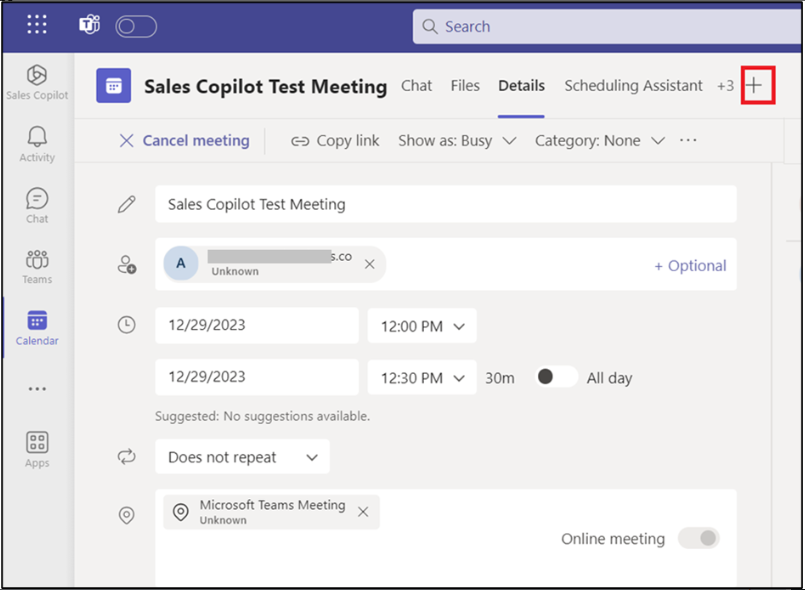 Search
Sales Copilot Test Meeting Chat Files Details Scheduling Assistant +3
Cancel meeting Copy link Show as: Busy Category: None
Sales Copilot
Activity
Chat
Teams
Calendar
Apps
Sales Copilot Test Meeting
A s.co
Unknown
+ Optional
12/29/2023 12:00 PM
12/29/2023 12:30 PM 30m All day
Suggested: No suggestions available.
Does not repeat
Microsoft Teams Meeting
Unknown
Online meeting